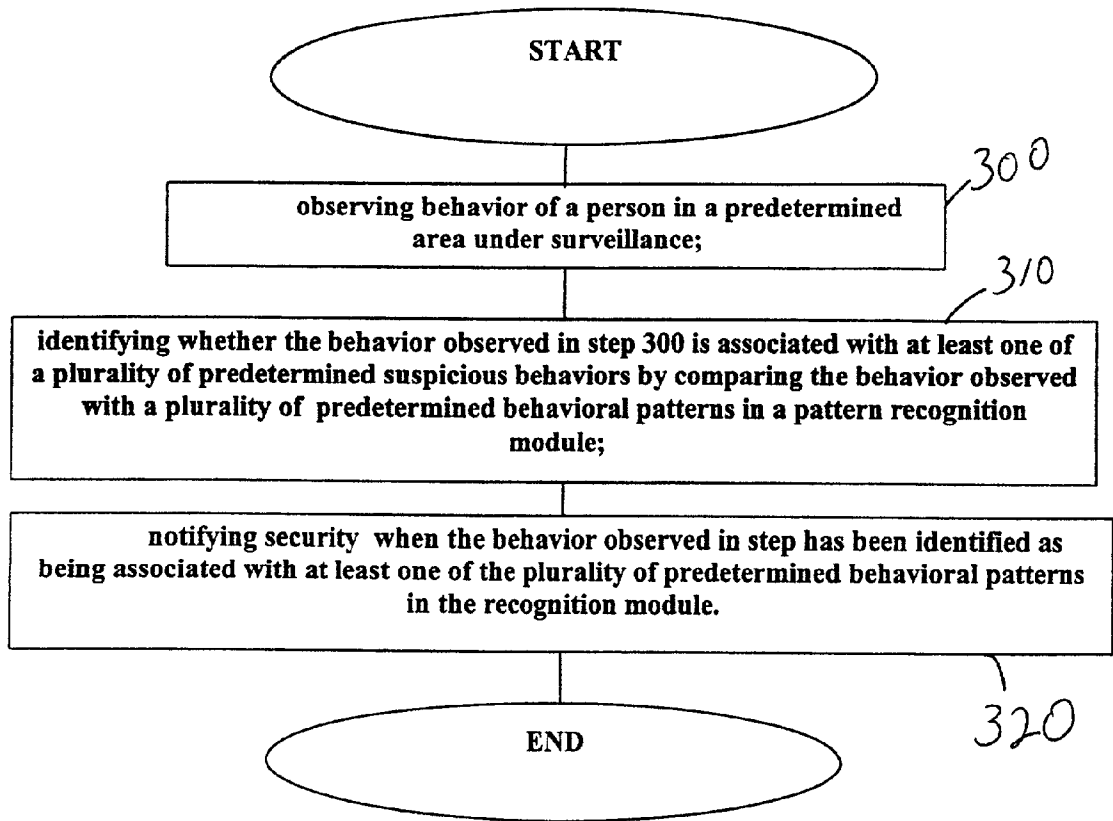 START
300
observing behavior of a person in a predetermined
area under surveillance;
310
identifying whether the behavior observed in step 300 is associated with at least one of
a plurality of predetermined suspicious behaviors by comparing the behavior observed
with a plurality of predetermined behavioral patterns in a pattern recognition
module;
notifying security when the behavior observed in step has been identified as
being associated with at least one of the plurality of predetermined behavioral patterns
in the recognition module.
320
END